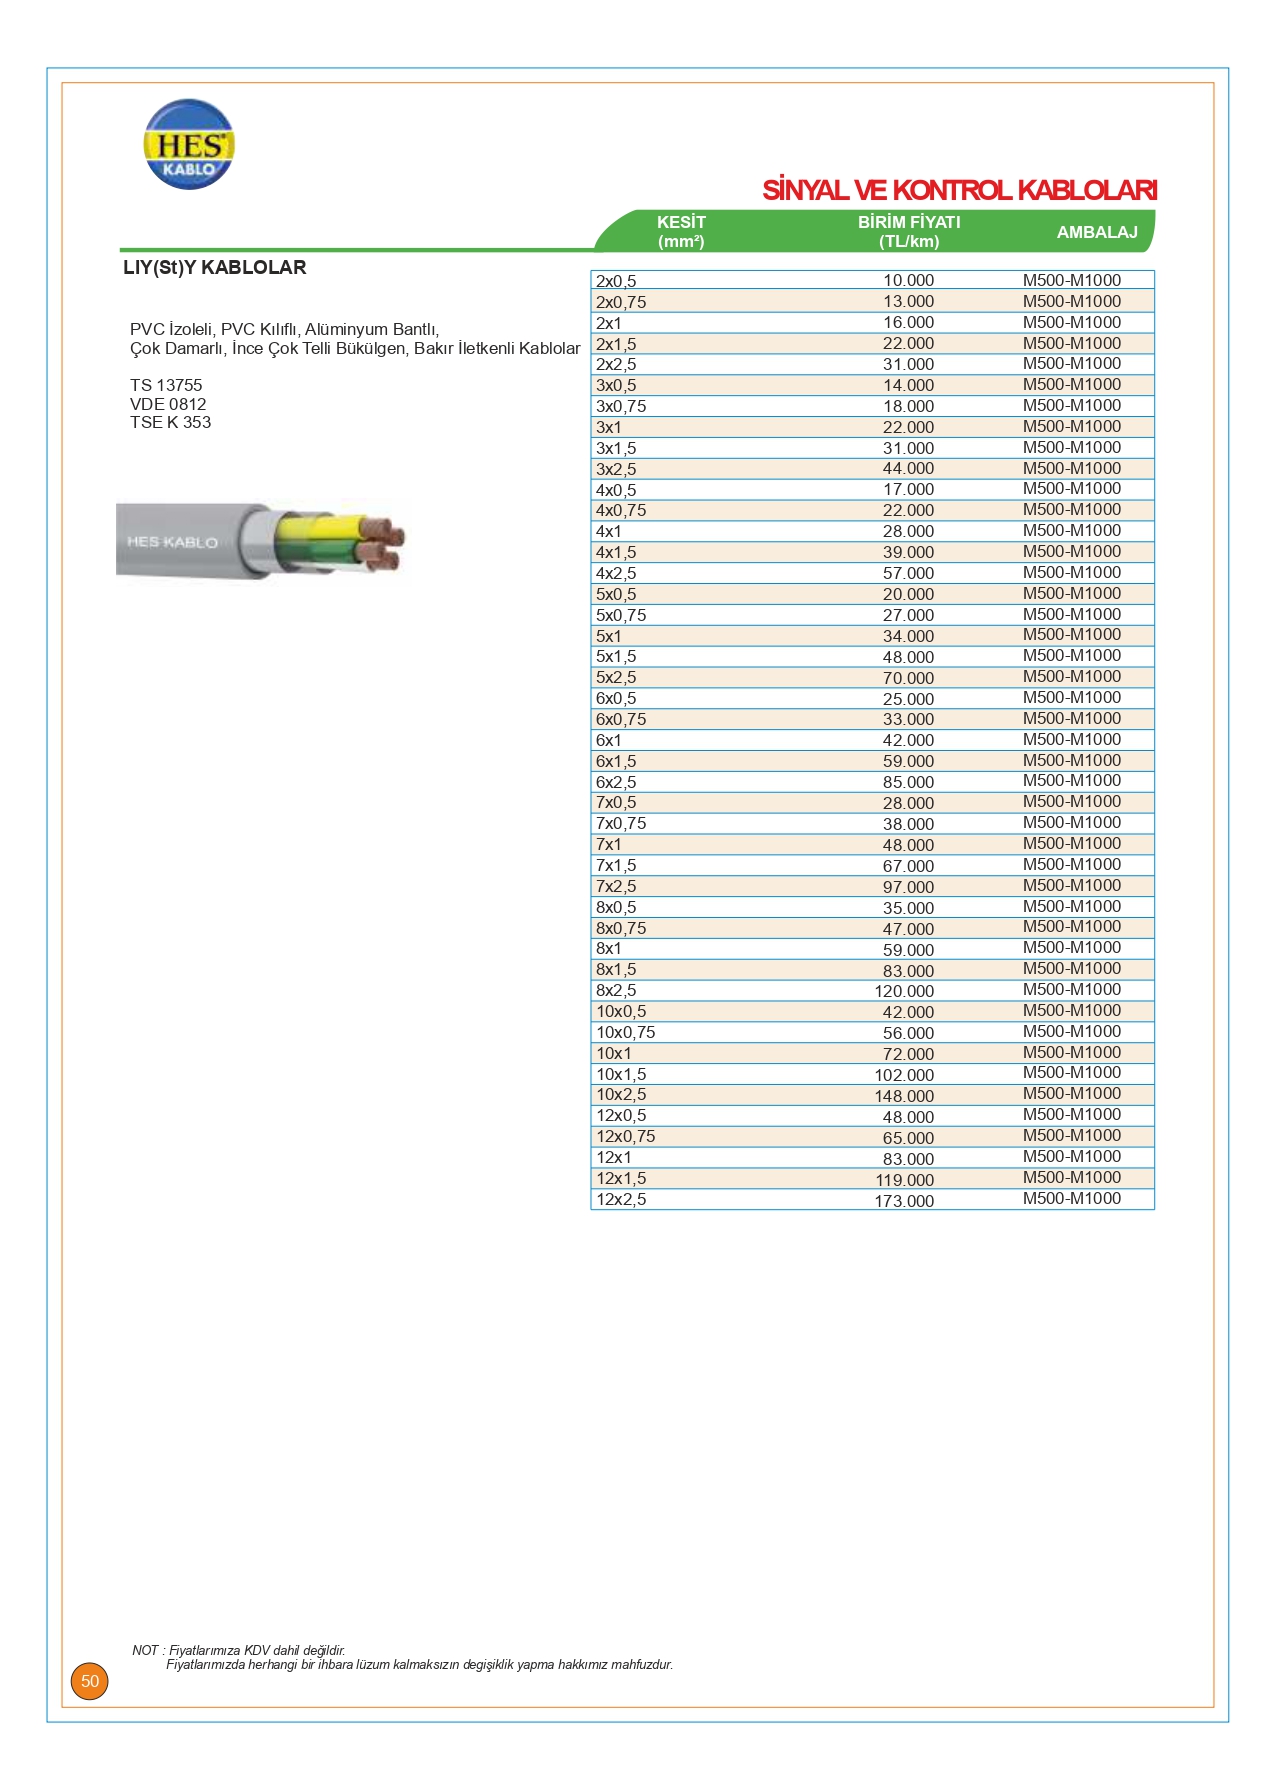 HES
KABLO
SİNYAL VE KONTROL KABLOLARI
KESİT BİRİM FİYATI AMBALAJ
(mm²) (TL/km)
LIY(St)Y KABLOLAR
PVC İzoleli, PVC Kılıflı, Alüminyum Bantlı,
Çok Damarlı, İnce Çok Telli Bükülgen, Bakır İletkenli Kablolar
TS 13755
VDE 0812
TSE K 353
HES KABLO
2x0,5 10.000 M500-M1000
2x0,75 13.000 M500-M1000
2x1 16.000 M500-M1000
2x1,5 22.000 M500-M1000
2x2,5 31.000 M500-M1000
3x0,5 14.000 M500-M1000
3x0,75 18.000 M500-M1000
3x1 22.000 M500-M1000
3x1,5 31.000 M500-M1000
3x2,5 44.000 M500-M1000
4x0,5 17.000 M500-M1000
4x0,75 22.000 M500-M1000
4x1 28.000 M500-M1000
4x1,5 39.000 M500-M1000
4x2,5 57.000 M500-M1000
5x0,5 20.000 M500-M1000
5x0,75 27.000 M500-M1000
5x1 34.000 M500-M1000
5x1,5 48.000 M500-M1000
5x2,5 70.000 M500-M1000
6x0,5 25.000 M500-M1000
6x0,75 33.000 M500-M1000
6x1 42.000 M500-M1000
6x1,5 59.000 M500-M1000
6x2,5 85.000 M500-M1000
7x0,5 28.000 M500-M1000
7x0,75 38.000 M500-M1000
7x1 48.000 M500-M1000
7x1,5 67.000 M500-M1000
7x2,5 97.000 M500-M1000
8x0,5 35.000 M500-M1000
8x0,75 47.000 M500-M1000
8x1 59.000 M500-M1000
8x1,5 83.000 M500-M1000
8x2,5 120.000 M500-M1000
10x0,5 42.000 M500-M1000
10x0,75 56.000 M500-M1000
10x1 72.000 M500-M1000
10x1,5 102.000 M500-M1000
10x2,5 148.000 M500-M1000
12x0,5 48.000 M500-M1000
12x0,75 65.000 M500-M1000
12x1 83.000 M500-M1000
12x1,5 119.000 M500-M1000
12x2,5 173.000 M500-M1000
NOT : Fiyatlarımıza KDV dahil değildir.
Fiyatlarımızda herhangi bir ihbara lüzum kalmaksızın degişiklik yapma hakkımız mahfuzdur.
50